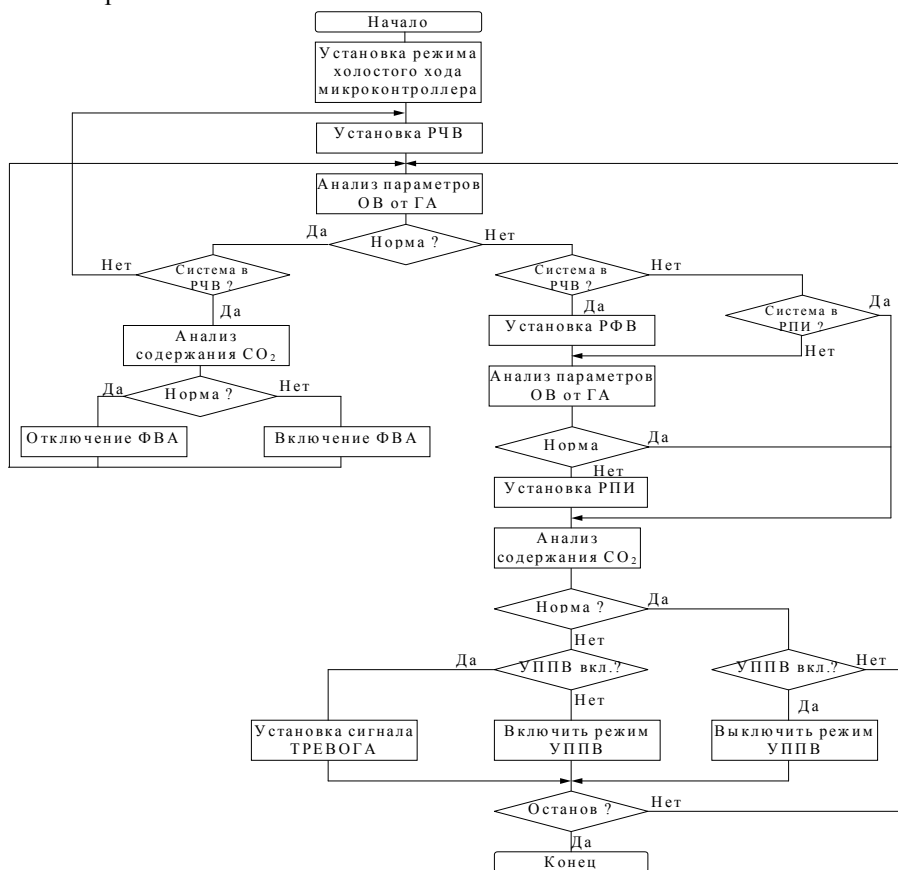 Начало
Установка режима
холостого хода
микроконтроллера
Установка РЧВ
Анализ параметров
ОВ от ГА
Да
Норма ?
Нет
Нет
Система в
РЧВ ?
Да
Система в
РЧВ ?
Нет
Да
Система в
РПИ ?
Да
Нет
Анализ
содержания СО₂
Установка РФВ
Анализ параметров
ОВ от ГА
Да
Норма ?
Нет
Отключение ФВА
Включение ФВА
Норма
Да
Нет
Установка РПИ
Анализ
содержания СО₂
Норма ?
Да
Нет
Да
УППВ вкл.?
Нет
УППВ вкл.?
Нет
Да
Установка сигнала
ТРЕВОГА
Включить режим
УППВ
Выключить режим
УППВ
Останов ?
Нет
Да
Конец